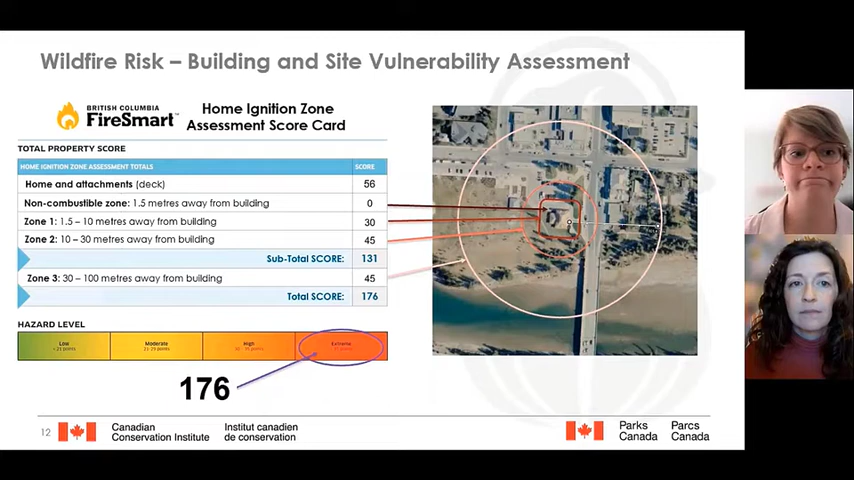 Wildfire Risk – Building and Site Vulnerability Assessment
BRITISH COLUMBIA
FireSmart™
Home Ignition Zone
Assessment Score Card
TOTAL PROPERTY SCORE
HOME IGNITION ZONE ASSESSMENT TOTALS SCORE
Home and attachments (deck) 56
Non-combustible zone: 1.5 metres away from building 0
Zone 1: 1.5 – 10 metres away from building 30
Zone 2: 10 – 30 metres away from building 45
Sub-Total SCORE: 131
Zone 3: 30 – 100 metres away from building 45
Total SCORE: 176
HAZARD LEVEL
Low Moderate High Extreme
176
12
Canadian
Conservation Institute
Institut canadien
de conservation
Parks
Canada
Parcs
Canada